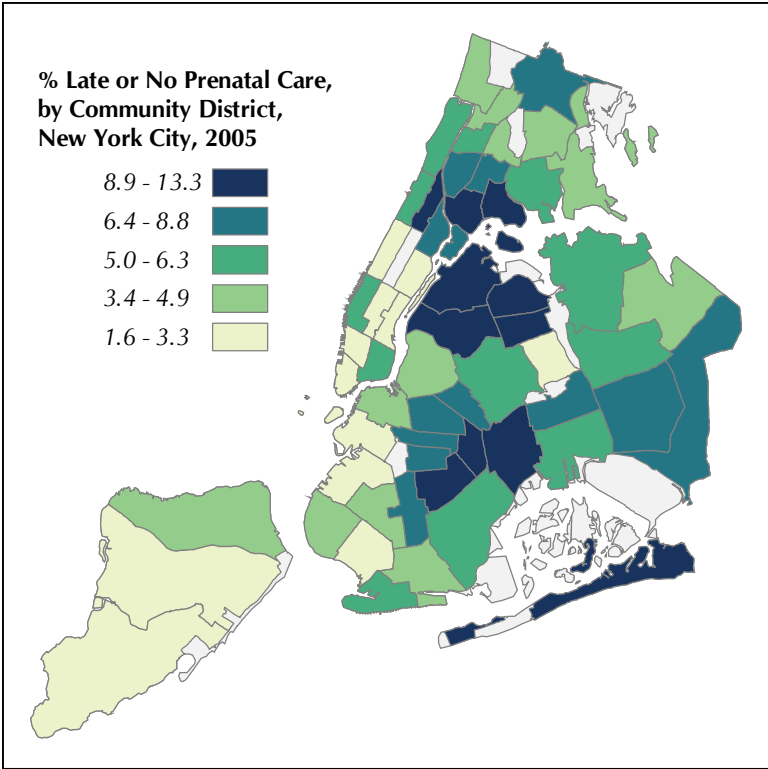 % Late or No Prenatal Care,
by Community District,
New York City, 2005
8.9 - 13.3
6.4 - 8.8
5.0 - 6.3
3.4 - 4.9
1.6 - 3.3